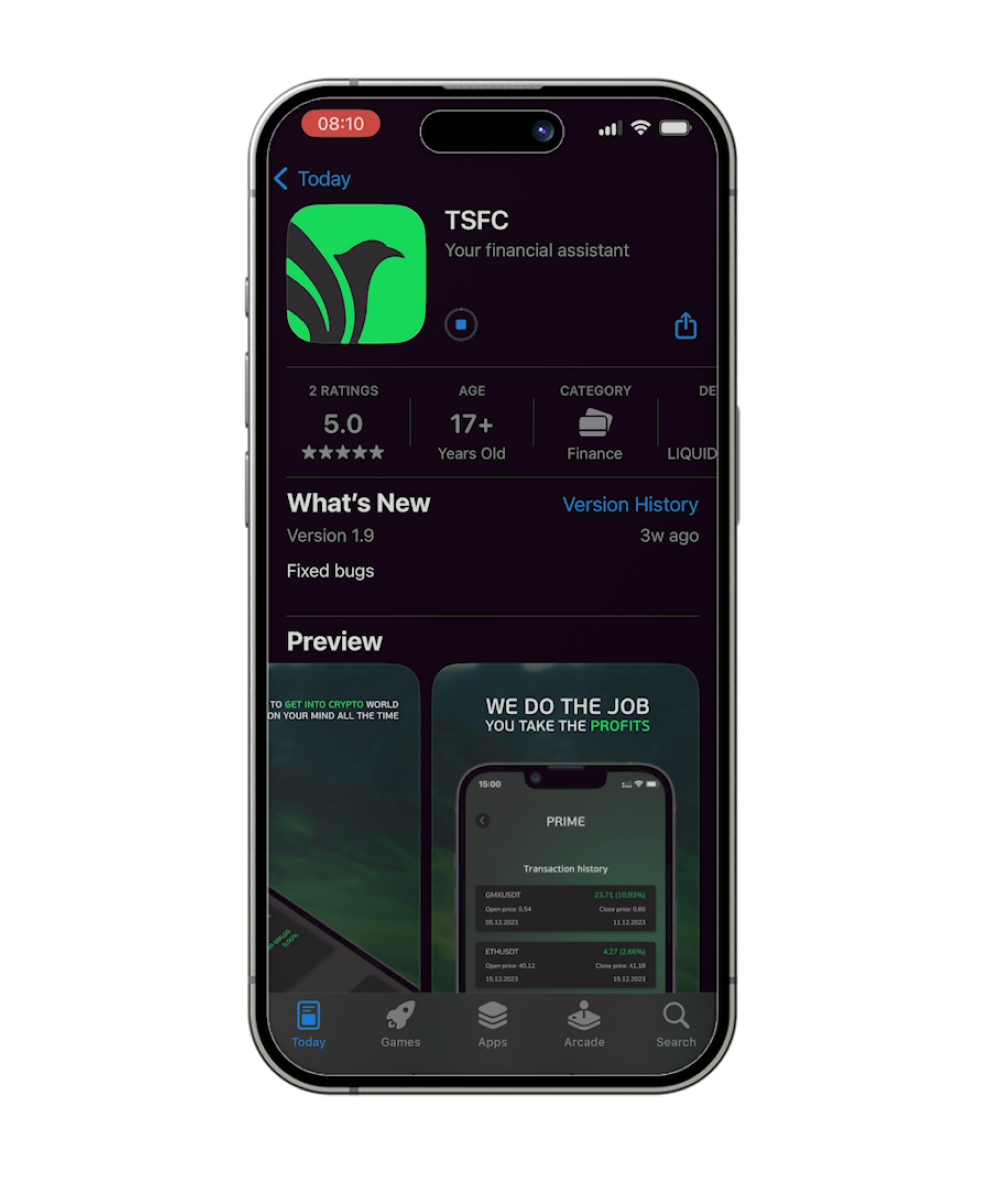 08:10
Today
TSFC
Your financial assistant
2 RATINGS
AGE
CATEGORY
DE
5.0
17+
Years Old
Finance
LIQUID
What's New
Version History
Version 1.9
3w ago
Fixed bugs
Preview
TO GET INTO CRYPTO WORLD
ON YOUR MIND ALL THE TIME
WE DO THE JOB
YOU TAKE THE PROFITS
15:00
PRIME
Transaction history
GMXUSDT
23,71 (10,93%)
Open price: 0,54
Close price: 0,60
05.12.2023
11.12.2023
ETHUSDT
4,27 (2,66%)
Open price: 40,12
Close price: 41,18
15.12.2023
15.12.2023
0,00%
Today
Games
Apps
Arcade
Search